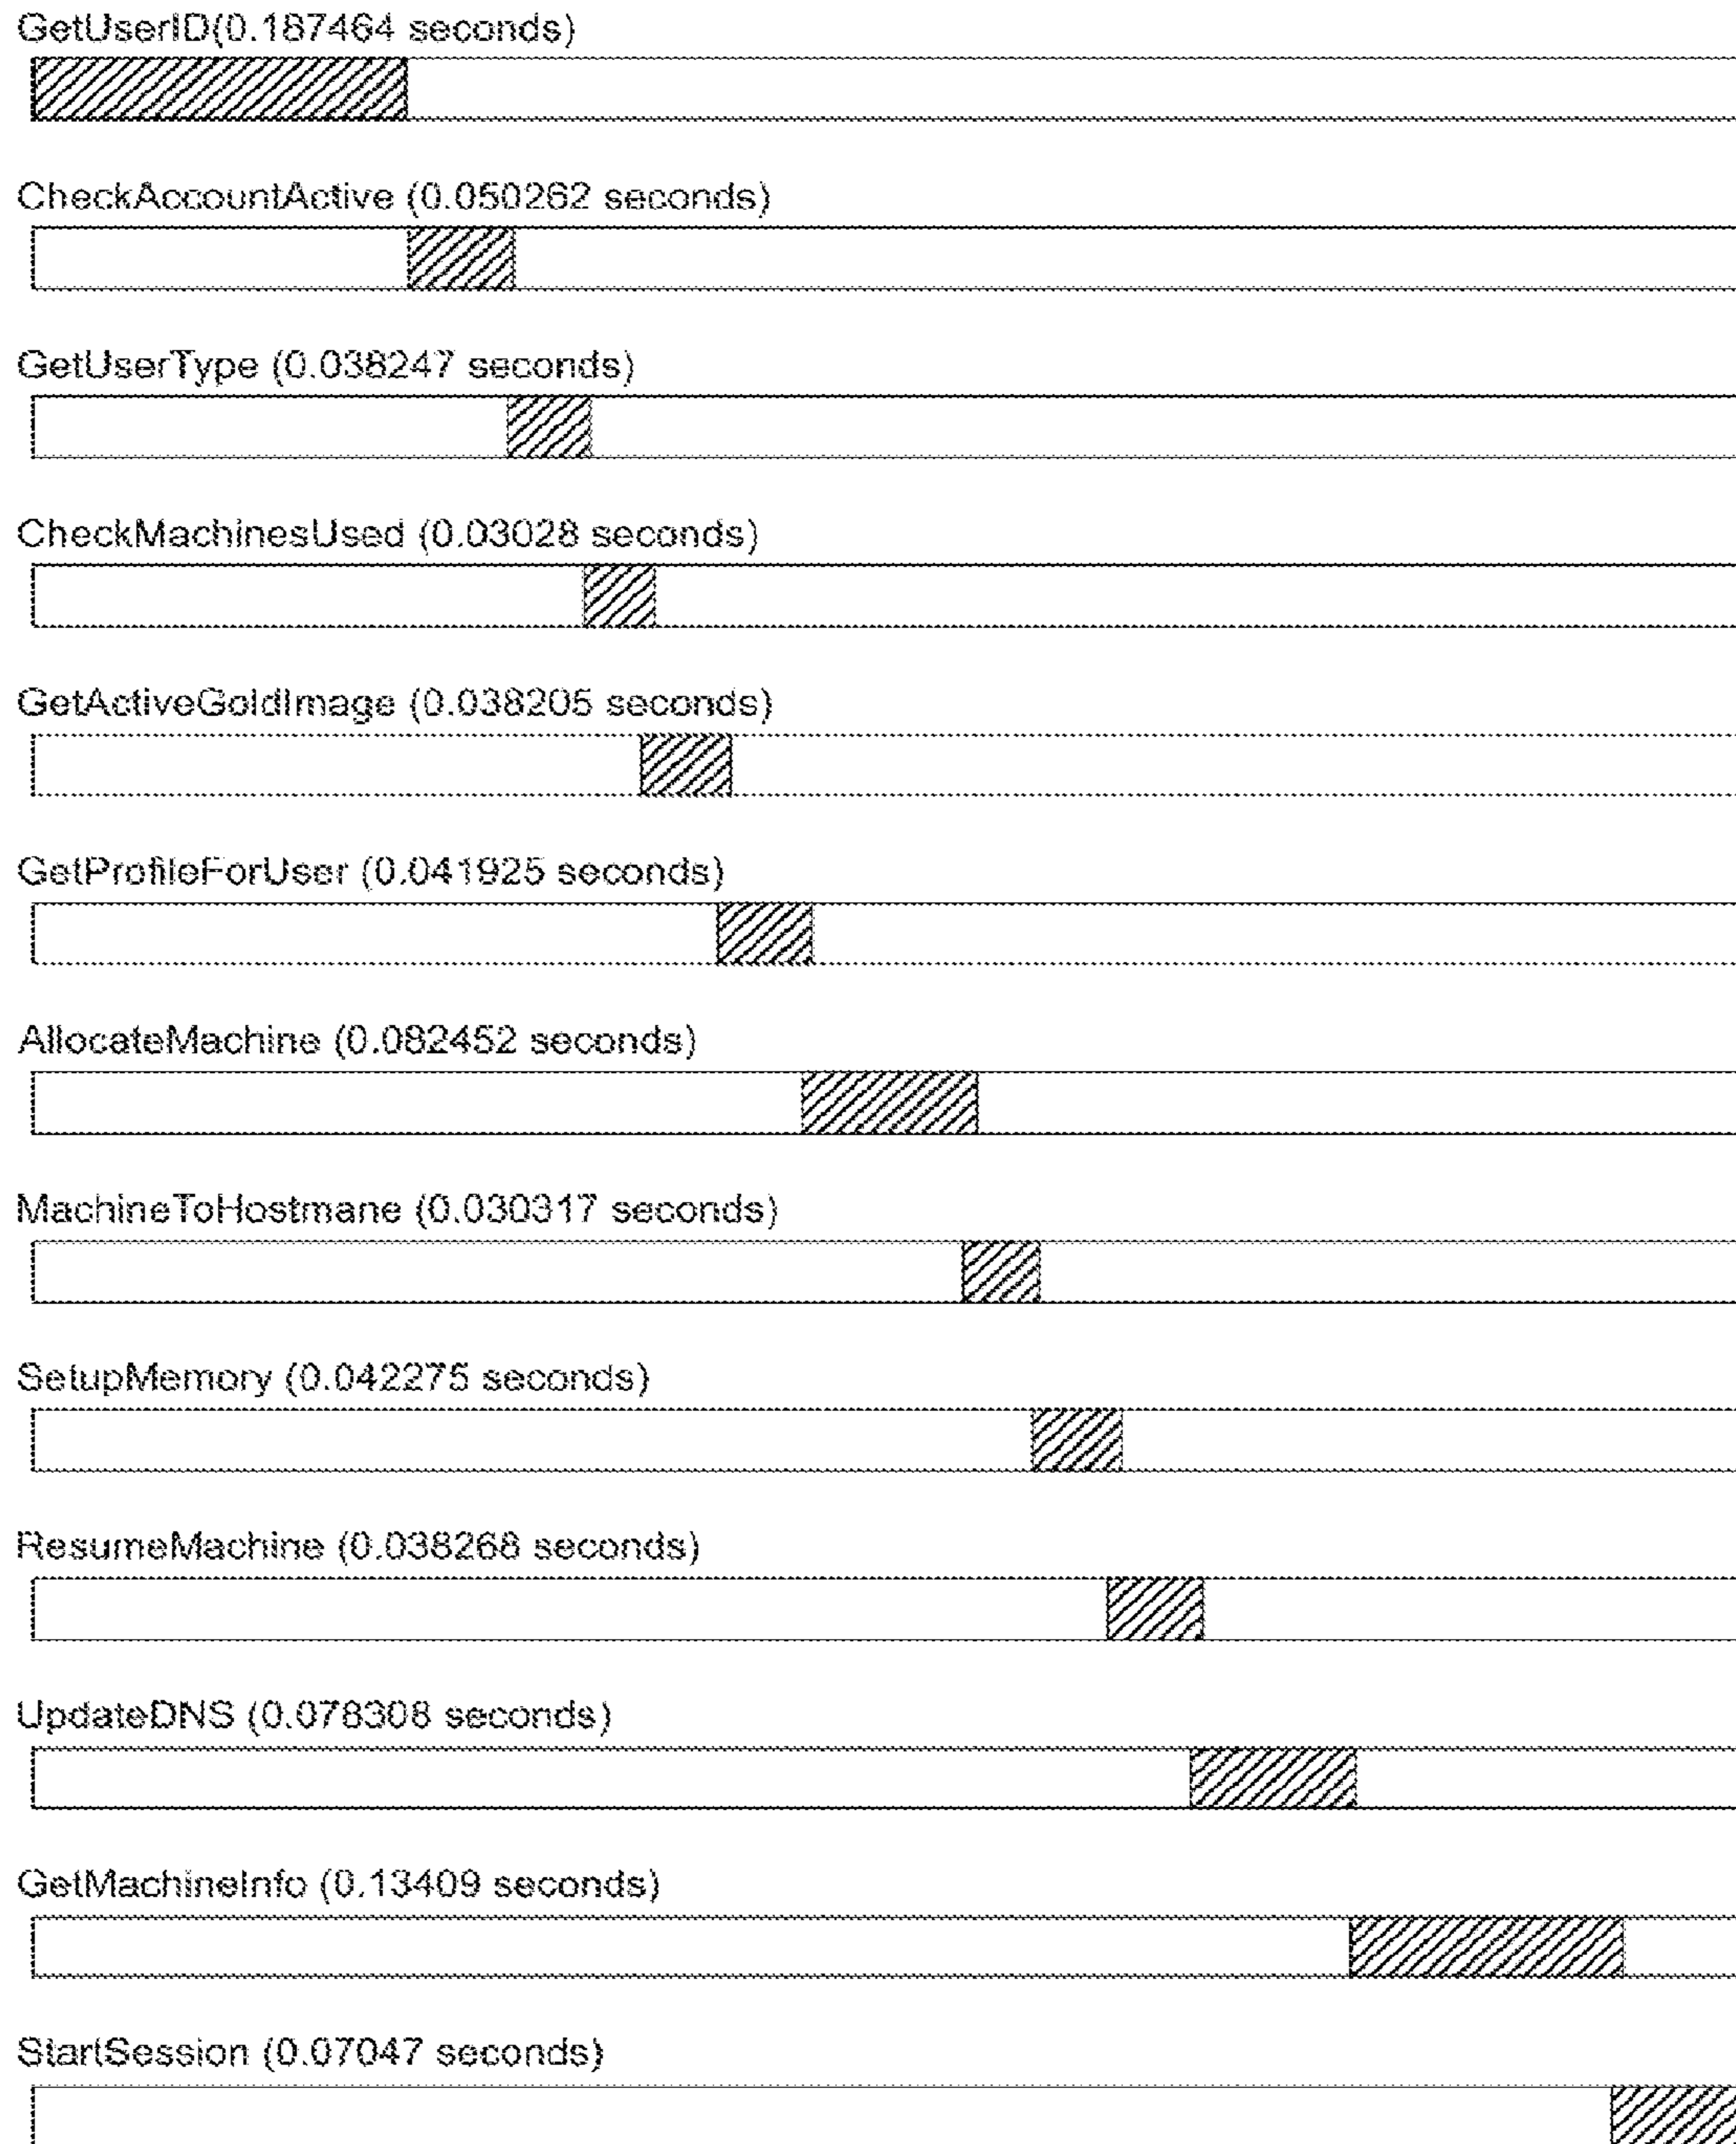 GetUserID(0.187464 seconds)
CheckAccountActive (0.050262 seconds)
GetUserType (0.038247 seconds)
CheckMachinesUsed (0.03028 seconds)
GetActiveGoldImage (0.038205 seconds)
GetProfileForUser (0.041925 seconds)
AllocateMachine (0.082452 seconds)
MachineToHostmane (0.030317 seconds)
SetupMemory (0.042275 seconds)
ResumeMachine (0.038268 seconds)
UpdateDNS (0.078308 seconds)
GetMachineInfo (0.13409 seconds)
StartSession (0.07047 seconds)